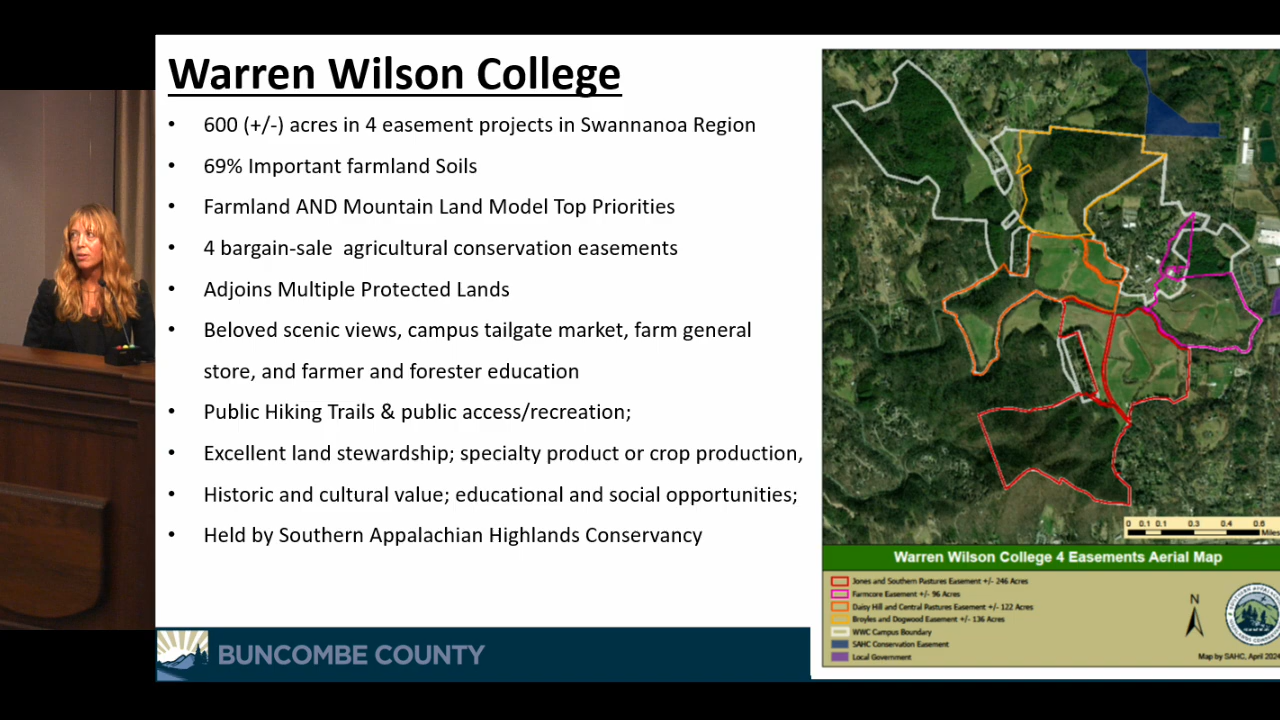 Warren Wilson College
• 600 (+/-) acres in 4 easement projects in Swannanoa Region
• 69% Important farmland Soils
• Farmland AND Mountain Land Model Top Priorities
• 4 bargain-sale agricultural conservation easements
• Adjoins Multiple Protected Lands
• Beloved scenic views, campus tailgate market, farm general
store, and farmer and forester education
• Public Hiking Trails & public access/recreation;
• Excellent land stewardship; specialty product or crop production,
• Historic and cultural value; educational and social opportunities;
• Held by Southern Appalachian Highlands Conservancy
BUNCOMBE COUNTY
0 0.1 0.1 0.3 0.4 0.6
Miles
Warren Wilson College 4 Easements Aerial Map
Jones and Southern Pastures Easement +/- 246 Acres
Farmcore Easement +/- 96 Acres
Daisy Hill and Central Pastures Easement +/- 122 Acres
Broyles and Dogwood Easement +/- 136 Acres
WWC Campus Boundary
SAHC Conservation Easement
Local Government
N
Map by SAHC, April 2024